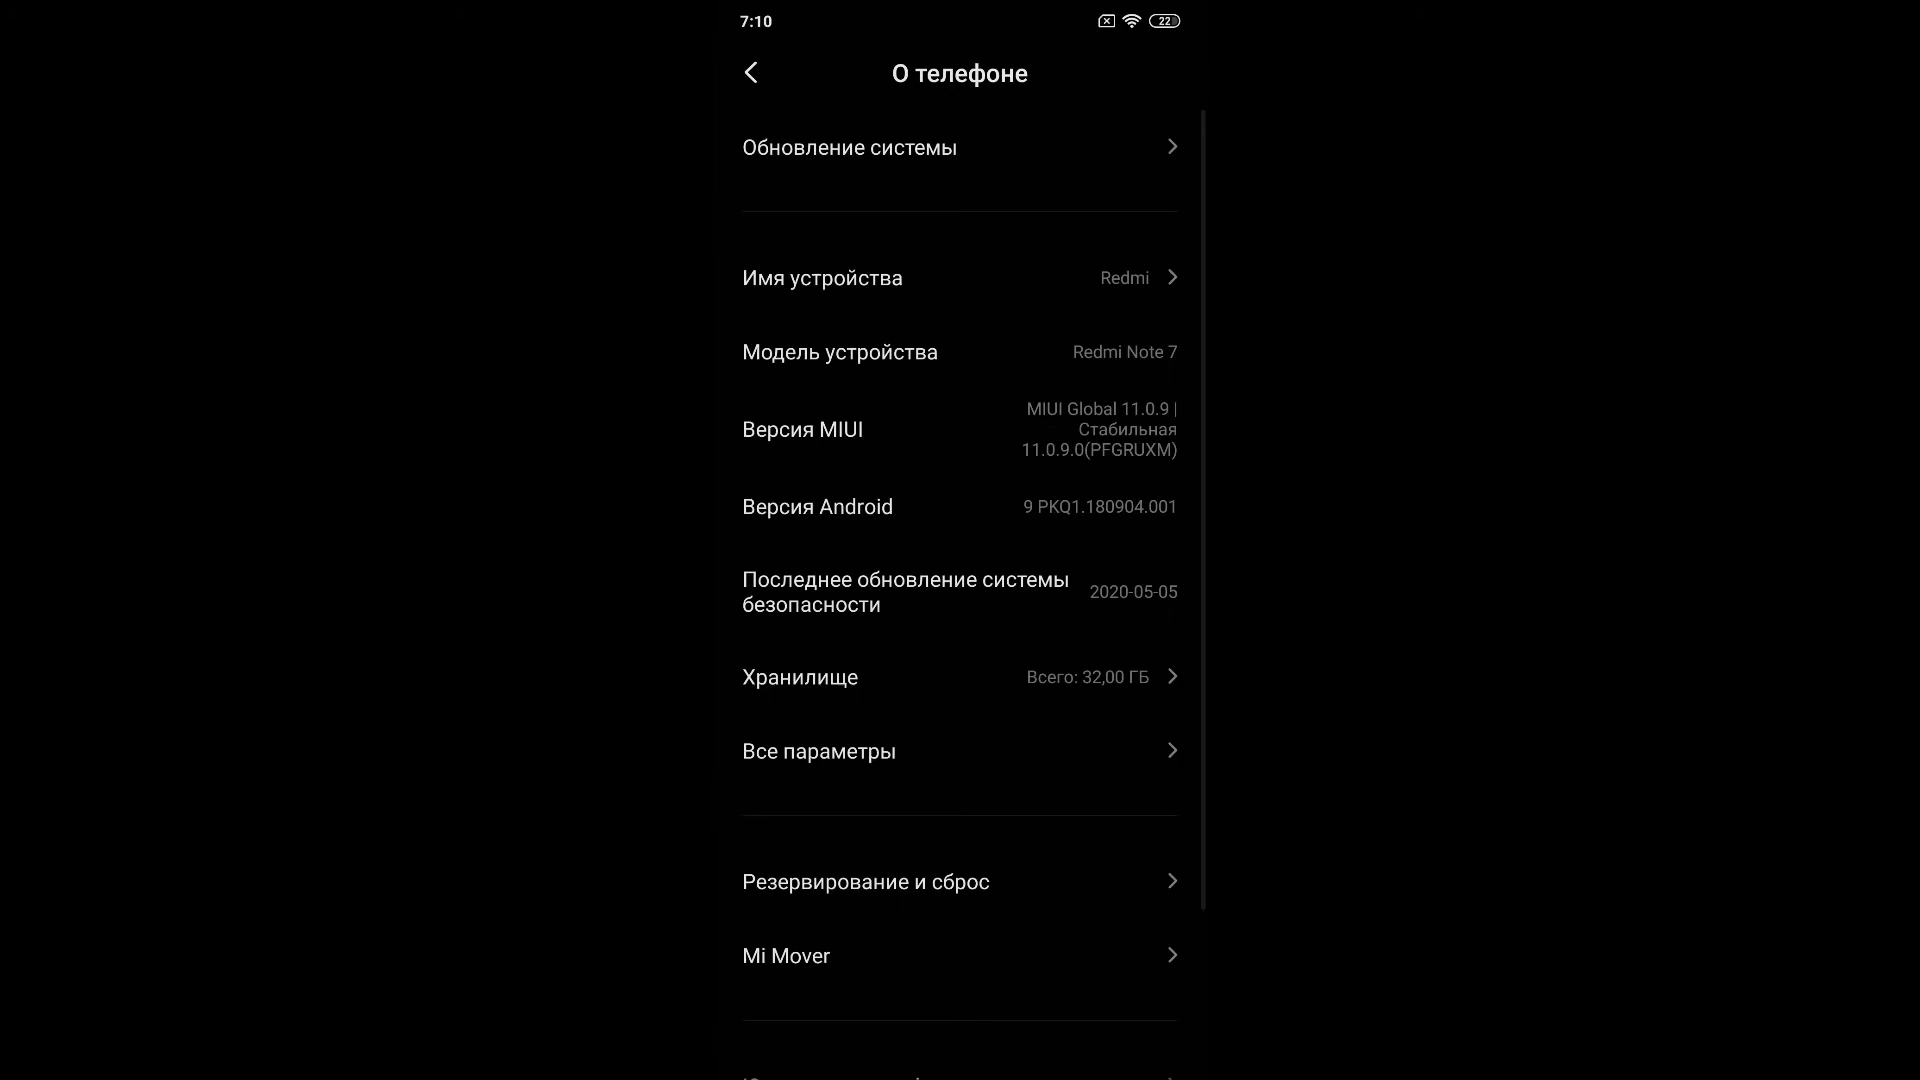 7:10
22
О телефоне
Обновление системы
Имя устройства
Redmi
Модель устройства
Redmi Note 7
Версия MIUI
MIUI Global 11.0.9 |
Стабильная
11.0.9.0(PFGRUXM)
Версия Android
9 PKQ1.180904.001
Последнее обновление системы
безопасности
2020-05-05
Хранилище
Всего: 32,00 ГБ
Все параметры
Резервирование и сброс
Mi Mover